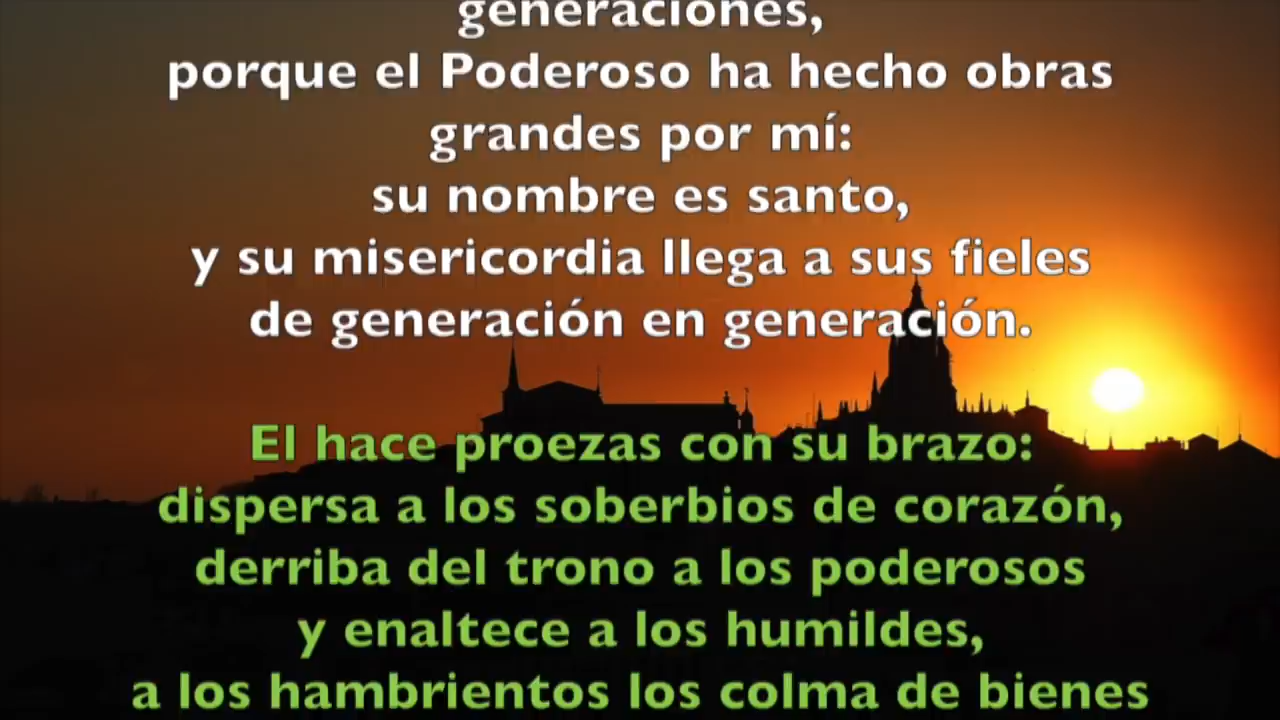 generaciones,
porque el Poderoso ha hecho obras
grandes por mí:
su nombre es santo,
y su misericordia llega a sus fieles
de generación en generación.
El hace proezas con su brazo:
dispersa a los soberbios de corazón,
derriba del trono a los poderosos
y enaltece a los humildes,
a los hambrientos los colma de bienes